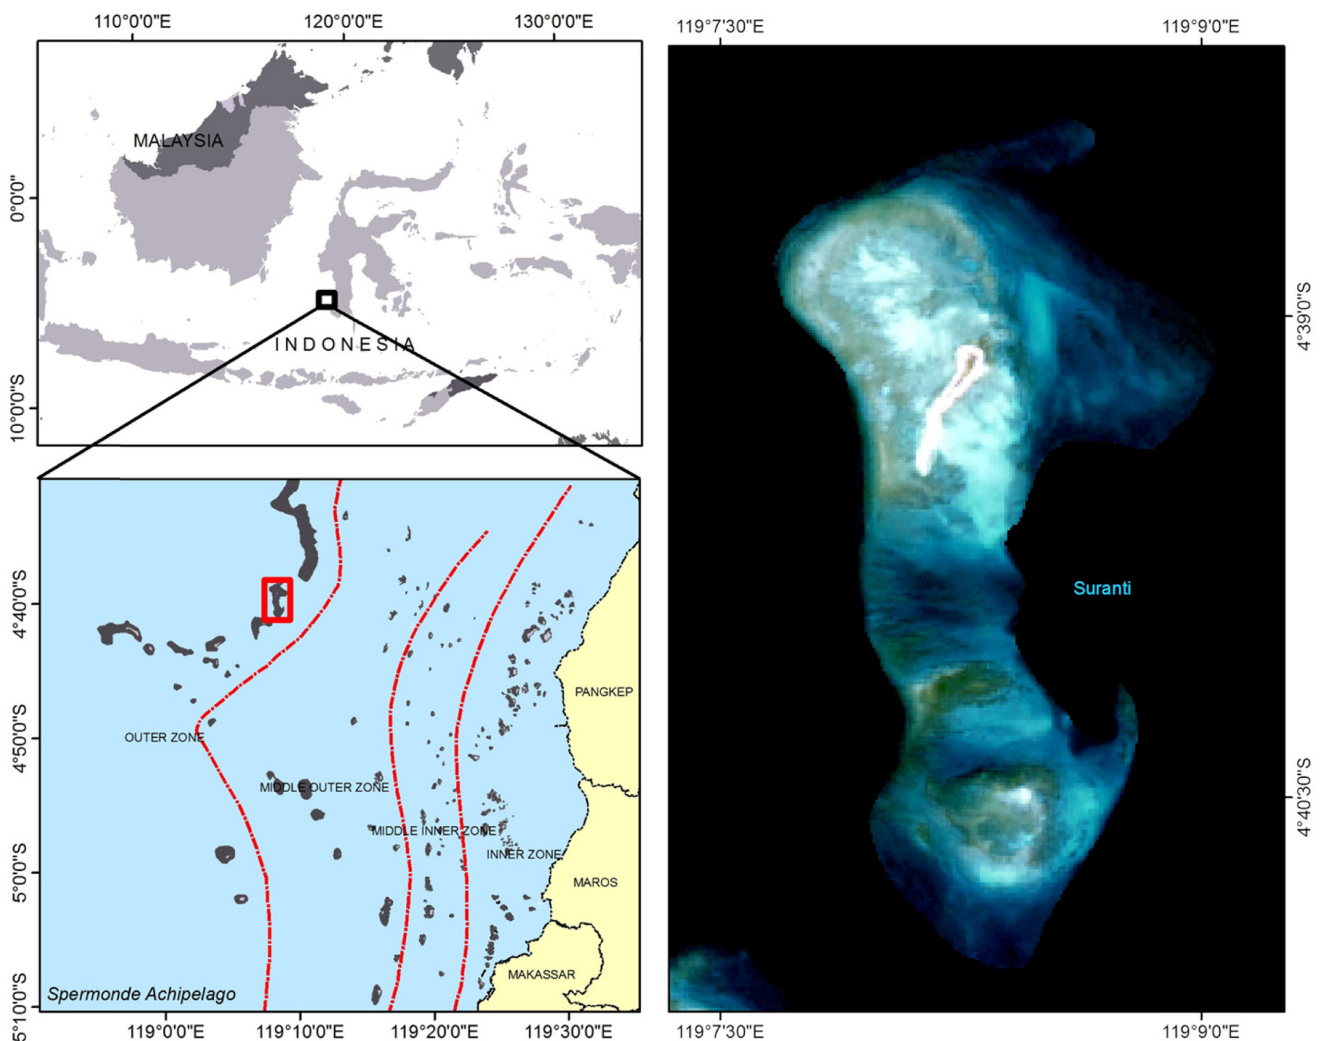 110°0'0"E
120°0'0"E
130°0'0"E
0°0'0"
10°0'0"S
MALAYSIA
INDONESIA
4°40'0"S
4°50'0"S
5°0'0"S
5°10'0"S
PANGKEP
OUTER ZONE
MIDDLE OUTER ZONE
MIDDLE INNER ZONE
INNER ZONE
MAROS
MAKASSAR
Spermonde Achipelago
119°0'0"E
119°10'0"E
119°20'0"E
119°30'0"E
119°7'30"E
119°9'0"E
4°39'0"S
Suranti
4°40'30"S
119°7'30"E
119°9'0"E